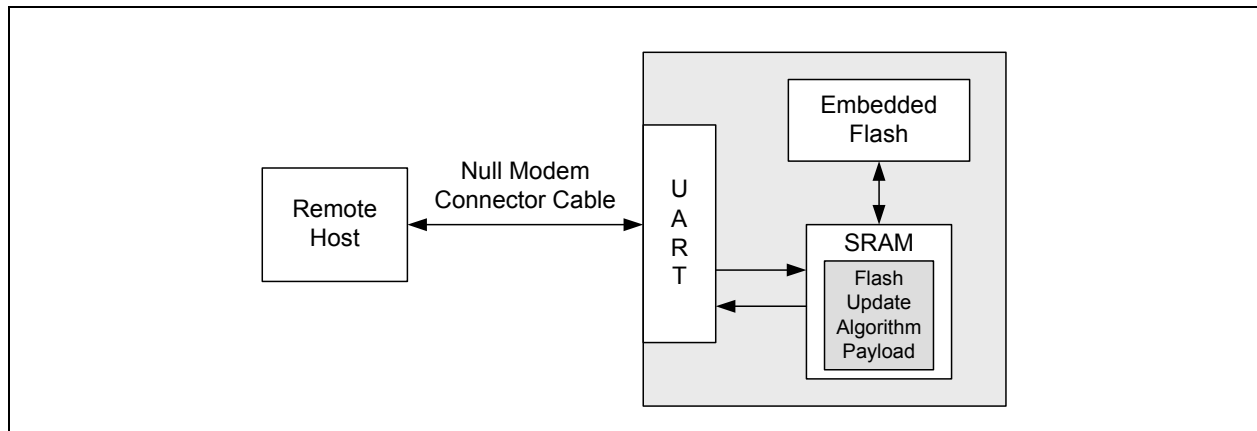 Remote
Host
Null Modem
Connector Cable
U
A
R
T
Embedded
Flash
SRAM
Flash
Update
Algorithm
Payload